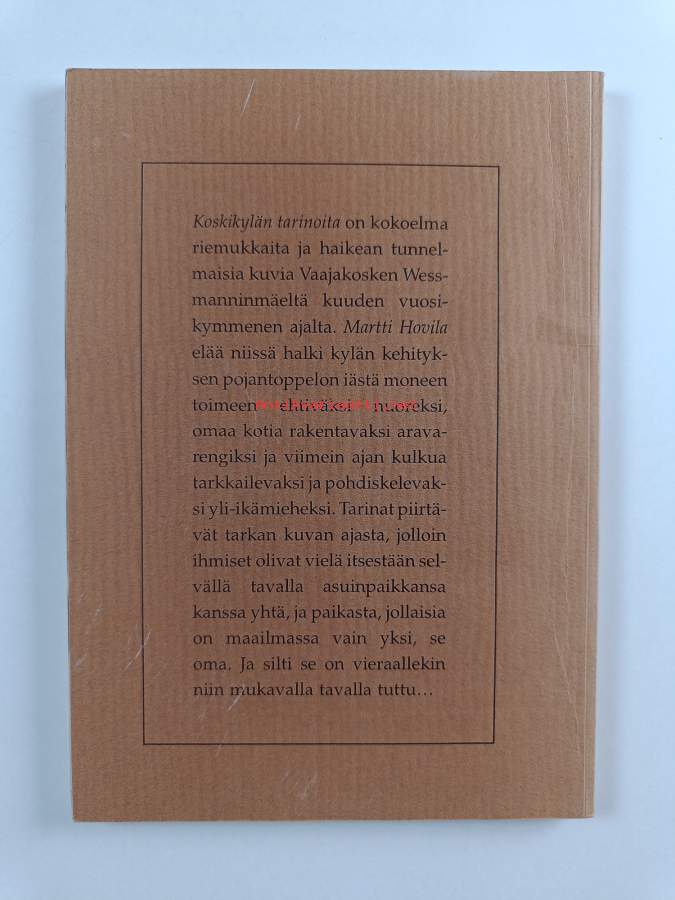 Koskikylän tarinoita on kokoelma
riemukkaita ja haikean tunnel-
maisia kuvia Vaajakosken Wess-
manninmäeltä kuuden vuosi-
kymmenen ajalta. Martti Hovila
elää niissä halki kylän kehityk-
sen pojantoppelon iästä moneen
toimeen ehtiväksi nuoreksi,
omaa kotia rakentavaksi arava-
rengiksi ja viimein ajan kulkua
tarkkailevaksi ja pohdiskelevak-
si yli-ikämieheksi. Tarinat piirtä-
vät tarkan kuvan ajasta, jolloin
ihmiset olivat vielä itsestään sel-
vällä tavalla asuinpaikkansa
kanssa yhtä, ja paikasta, jollaisia
on maailmassa vain yksi, se
oma. Ja silti se on vieraallekin
niin mukavalla tavalla tuttu…